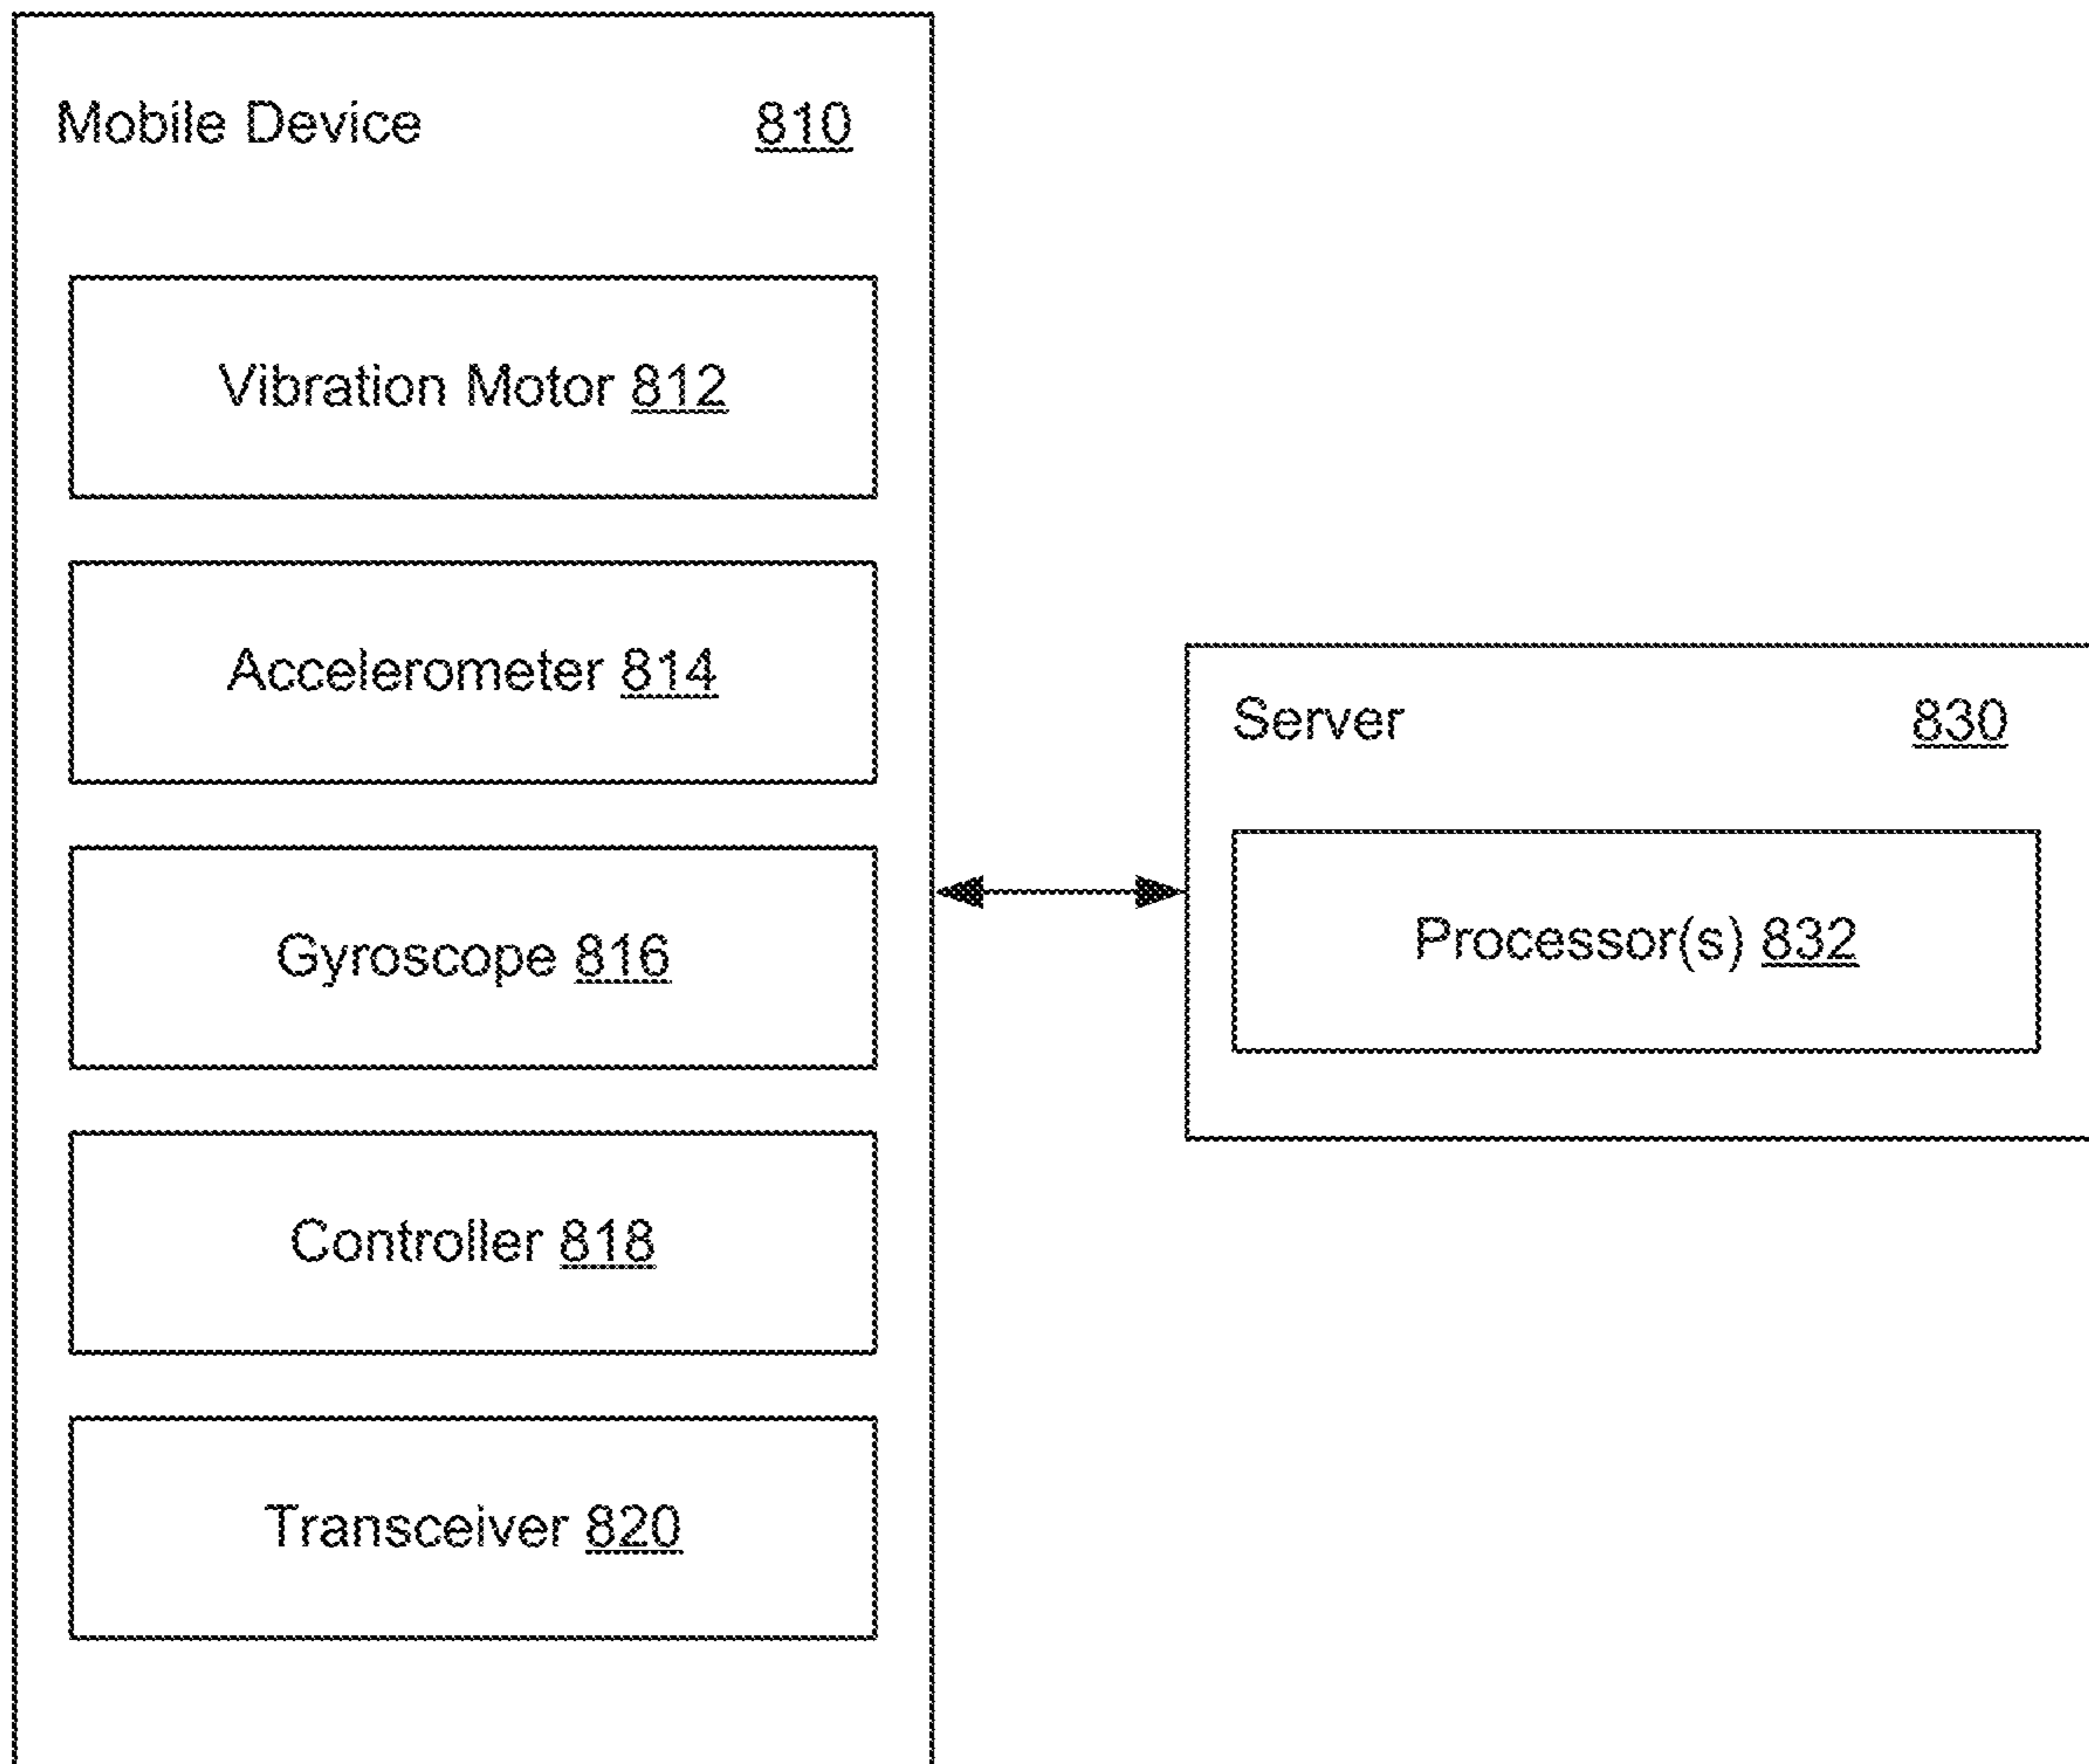 Mobile Device 810
Vibration Motor 812
Accelerometer 814
Gyroscope 816
Controller 818
Transceiver 820
Server 830
Processor(s) 832